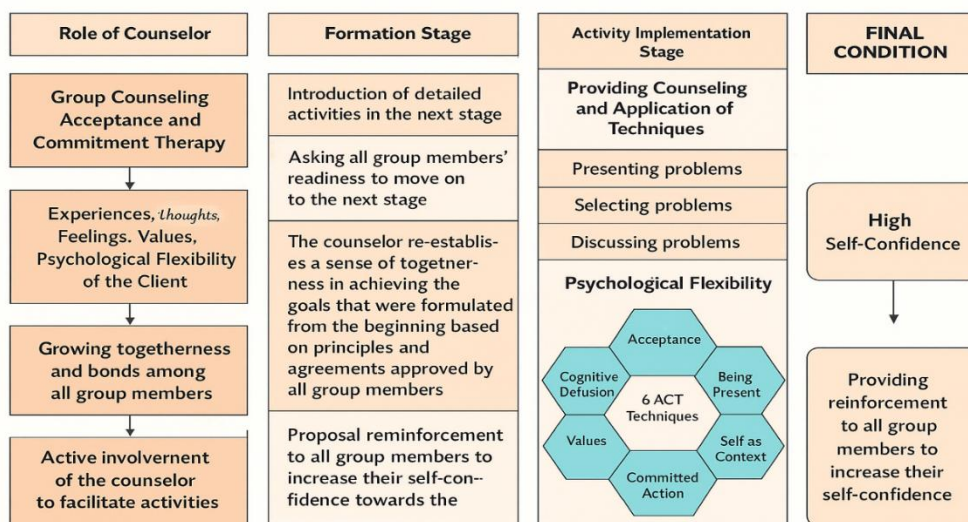 Role of Counselor
Group Counseling
Acceptance and
Commitment Therapy
Experiences, thoughts,
Feelings. Values,
Psychological Flexibility
of the Client
Growing togetherness
and bonds among
all group members
Active involvernent
of the counselor
to facilitate activities
Formation Stage
Introduction of detailed
activities in the next stage
Asking all group members’
readiness to move on
to the next stage
The counselor re-establis-
es a sense of togetner-
ness in achieving the
goals that were formulated
from the beginning based
on principles and
agreements approved by
all group members
Proposal reminforcement
to all group members to
increase their self-con-
fidence towards the
Activity Implementation
Stage
Providing Counseling
and Application of
Techniques
Presenting problems
Selecting problems
Discussing problems
Psychological Flexibility
Acceptance
Cognitive
Defusion
Being
Present
6 ACT
Techniques
Values
Self as
Context
Committed
Action
FINAL
CONDITION
High
Self-Confidence
Providing
reinforcement
to all group
members to
increase their
self-confidence